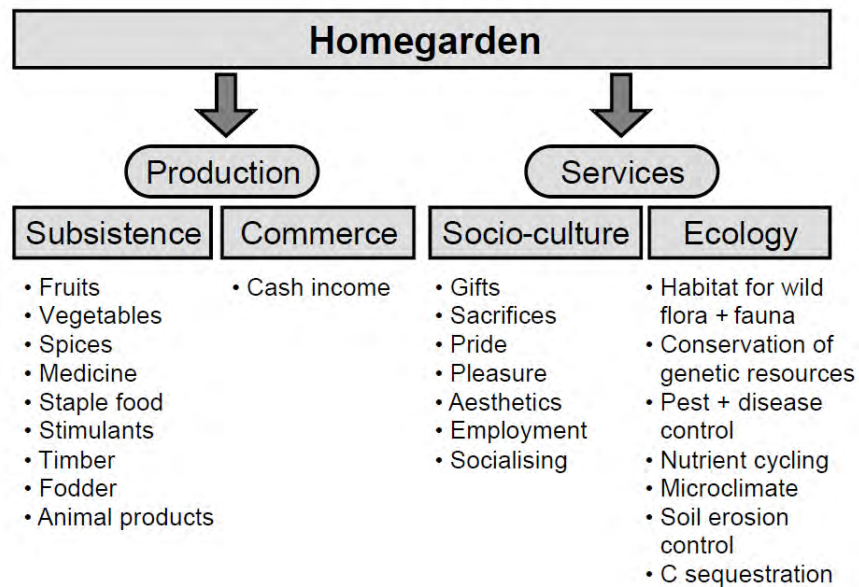 Homegarden
Production
Services
Subsistence
Commerce
Socio-culture
Ecology
• Fruits
• Vegetables
• Spices
• Medicine
• Staple food
• Stimulants
• Timber
• Fodder
• Animal products
• Cash income
• Gifts
• Sacrifices
• Pride
• Pleasure
• Aesthetics
• Employment
• Socialising
• Habitat for wild
flora + fauna
• Conservation of
genetic resources
• Pest + disease
control
• Nutrient cycling
• Microclimate
• Soil erosion
control
• C sequestration